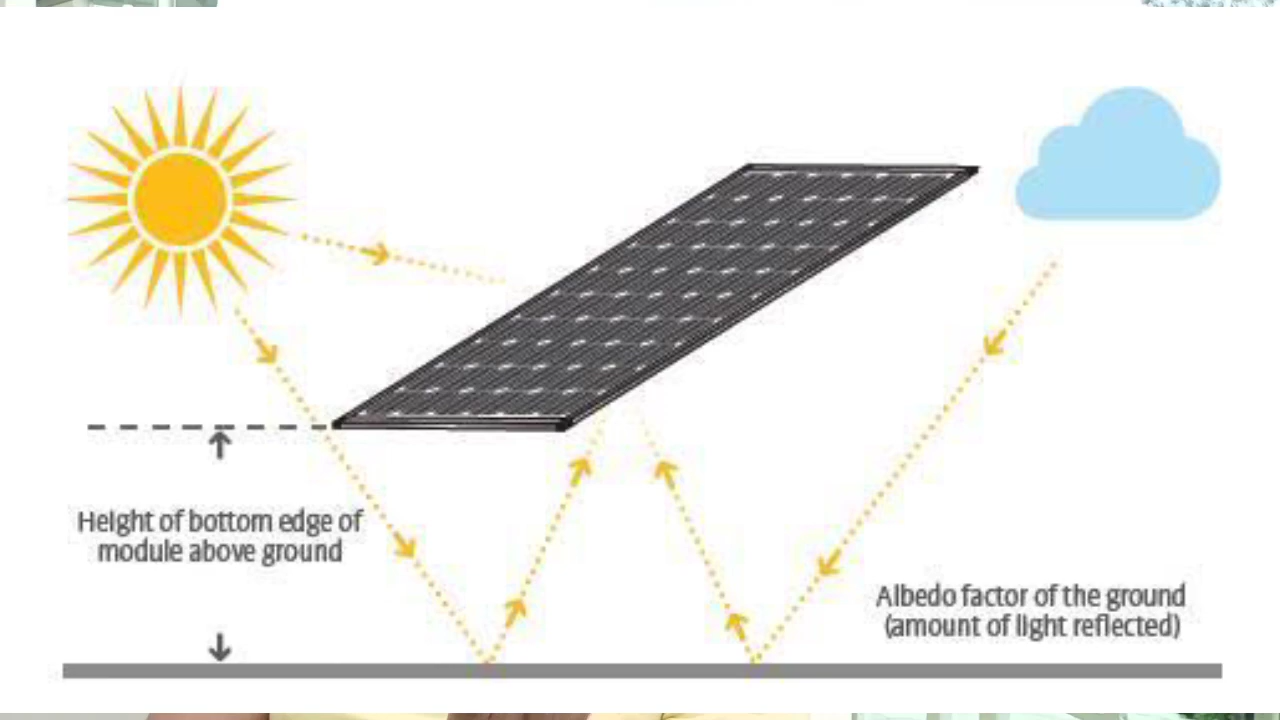 Height of bottom edge of
module above ground
Albedo factor of the ground
(amount of light reflected)